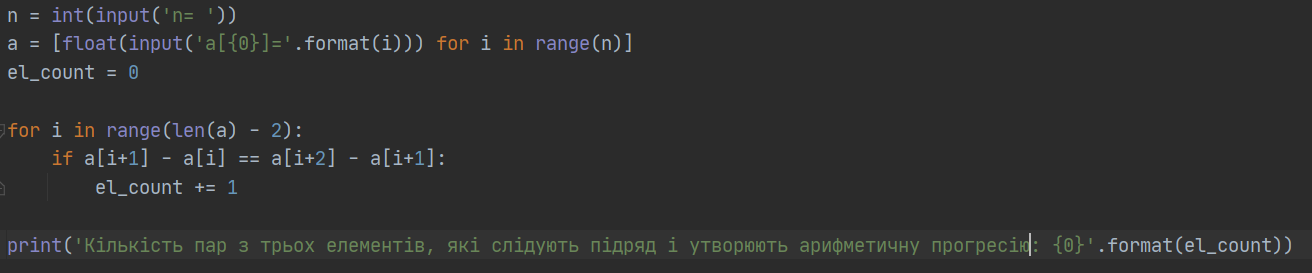 n = int(input('n= '))
a = [float(input('a[{0}]='.format(i))) for i in range(n)]
el_count = 0
for i in range(len(a) - 2):
    if a[i+1] - a[i] == a[i+2] - a[i+1]:
        el_count += 1
print('Кількість пар з трьох елементів, які слідують підряд і утворюють арифметичну прогресію: {0}'.format(el_count))